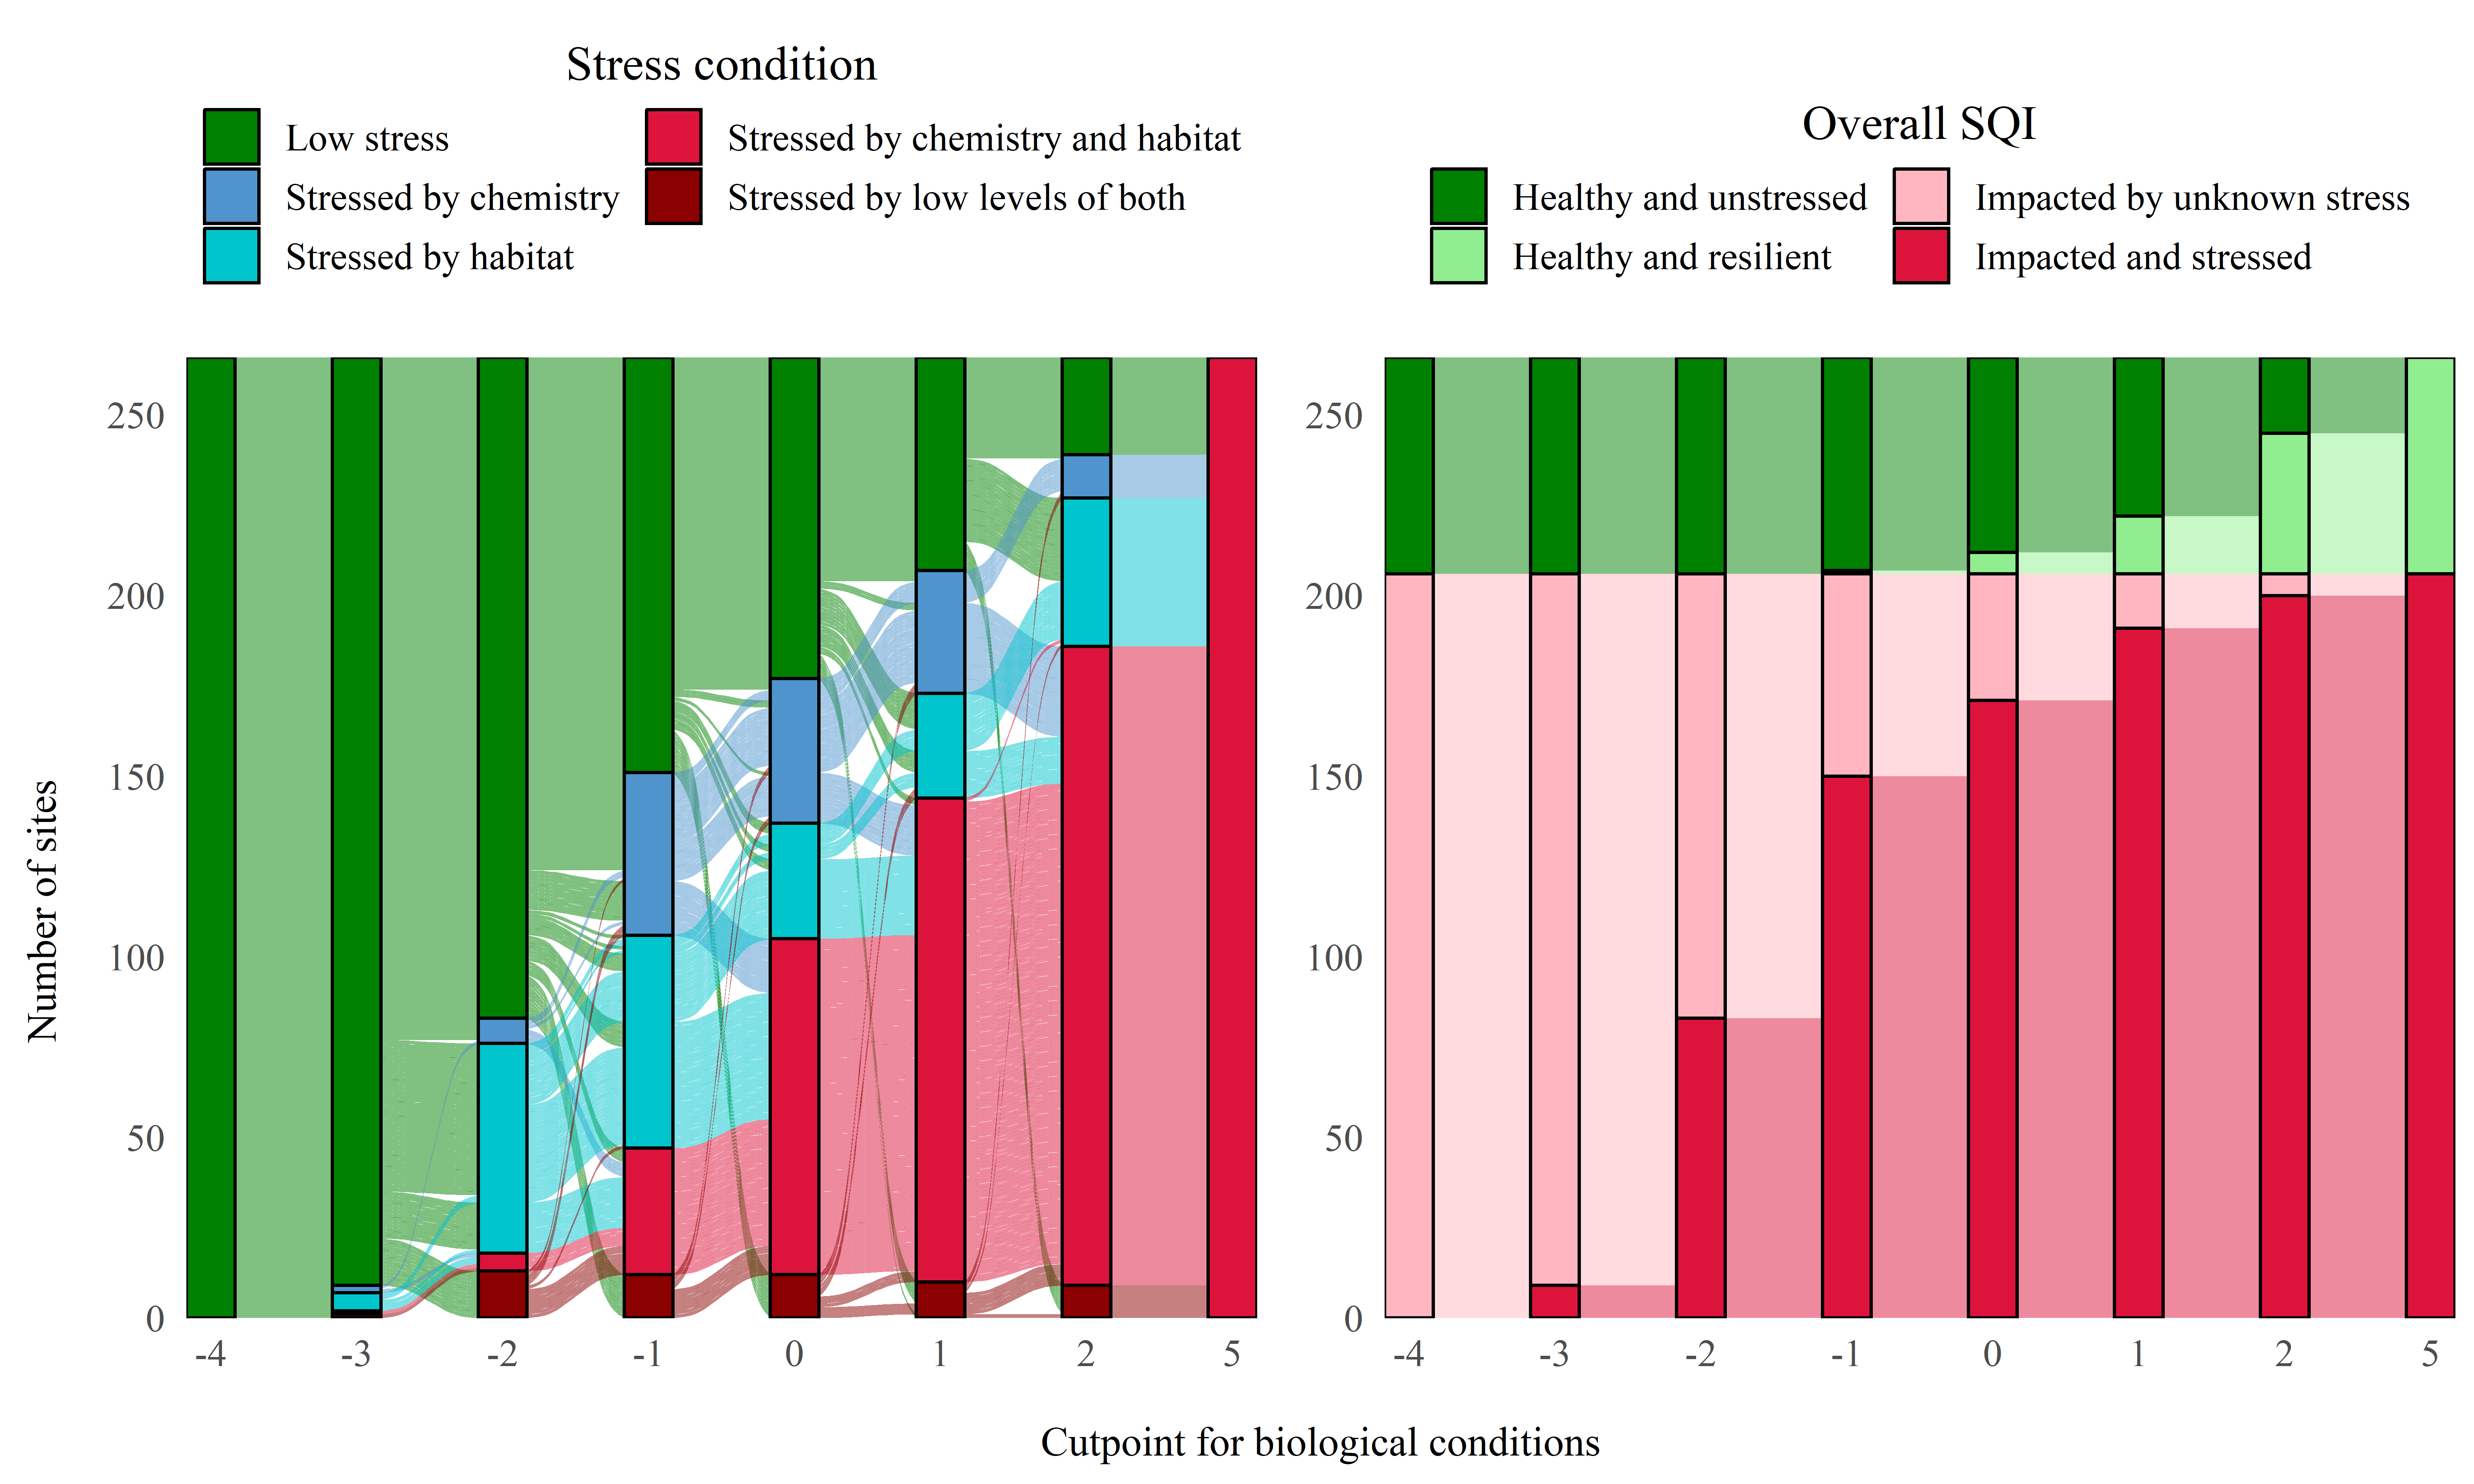 Stress condition
Low stress
Stressed by chemistry
Stressed by habitat
Stressed by chemistry and habitat
Stressed by low levels of both
Overall SQI
Healthy and unstressed
Healthy and resilient
Impacted by unknown stress
Impacted and stressed
Number of sites
250
200
150
100
50
0
-4
-3
-2
-1
0
1
2
5
250
200
150
100
50
0
-4
-3
-2
-1
0
1
2
5
Cutpoint for biological conditions